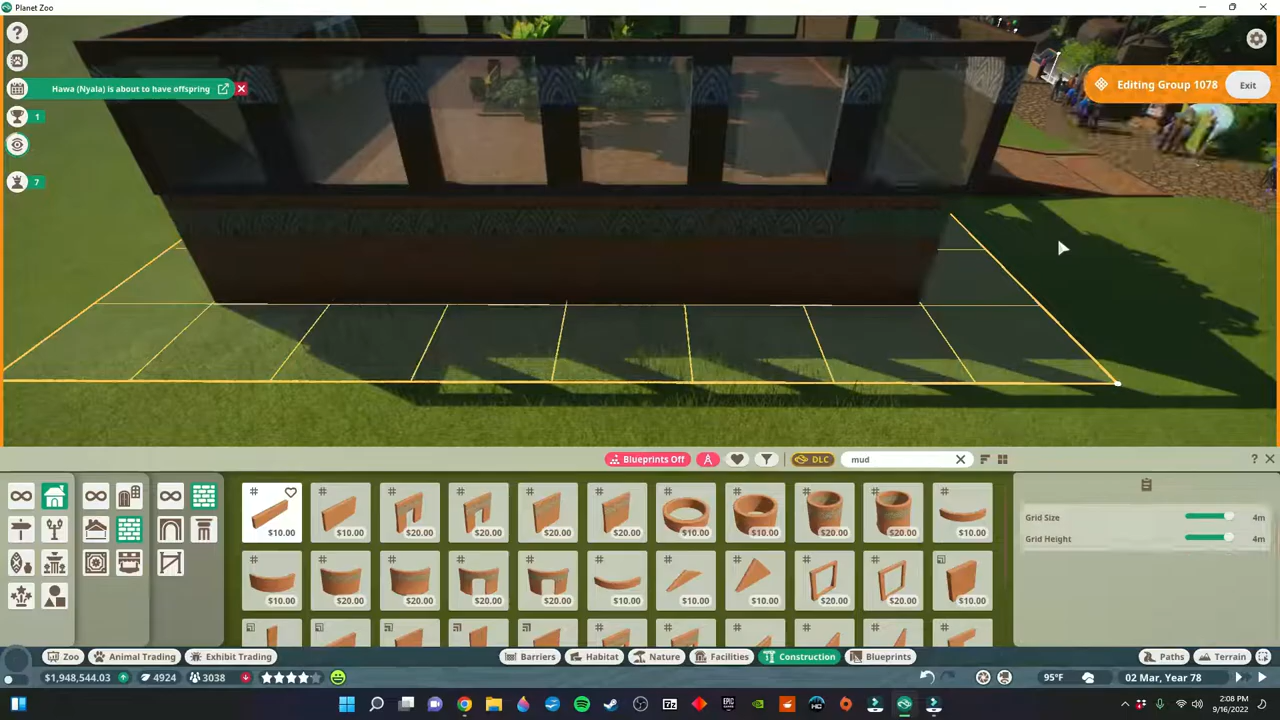 Planet Zoo
Hawa (Nyala) is about to have offspring
1
7
Editing Group 1078
Exit
Blueprints Off
DLC
mud
$10.00 $10.00 $20.00 $20.00 $20.00 $20.00 $10.00 $10.00 $20.00 $20.00 $10.00
$10.00 $20.00 $20.00 $20.00 $20.00 $10.00 $10.00 $10.00 $20.00 $20.00 $10.00
Grid Size 4m
Grid Height 4m
Zoo Animal Trading Exhibit Trading Barriers Habitat Nature Facilities Construction Blueprints Paths Terrain
$1,948,544.03 4924 3038 95°F 02 Mar, Year 78
2:08 PM
9/16/2022